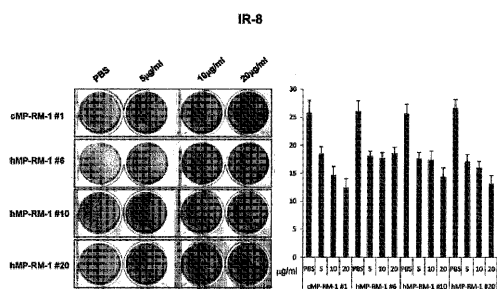 IR-8
PBS 5µg/ml 10µg/ml 20µg/ml
cMP-RM-1 #1
hMP-RM-1 #6
hMP-RM-1 #10
hMP-RM-1 #20
30
25
20
15
10
5
0
µg/ml PBS 5 10 20 PBS 5 10 20 PBS 5 10 20 PBS 5 10 20
cMP-RM-1 #1 hMP-RM-1 #6 hMP-RM-1 #10 hMP-RM-1 #20